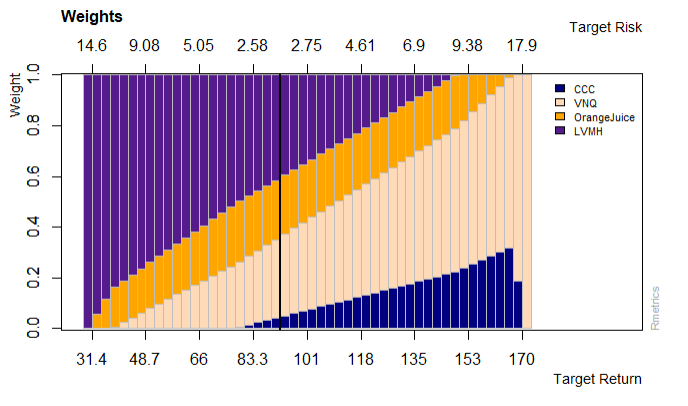 Weights
Target Risk
14.6 9.08 5.05 2.58 2.75 4.61 6.9 9.38 17.9
Weight
1.0
0.8
0.6
0.4
0.2
0.0
CCC
VNQ
OrangeJuice
LVMH
Rmetrics
31.4 48.7 66 83.3 101 118 135 153 170
Target Return